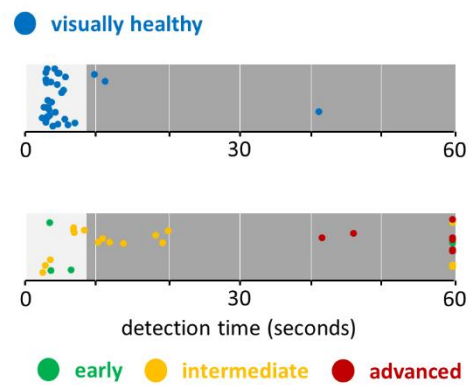 visually healthy
0 30 60
0 30 60
detection time (seconds)
early intermediate advanced